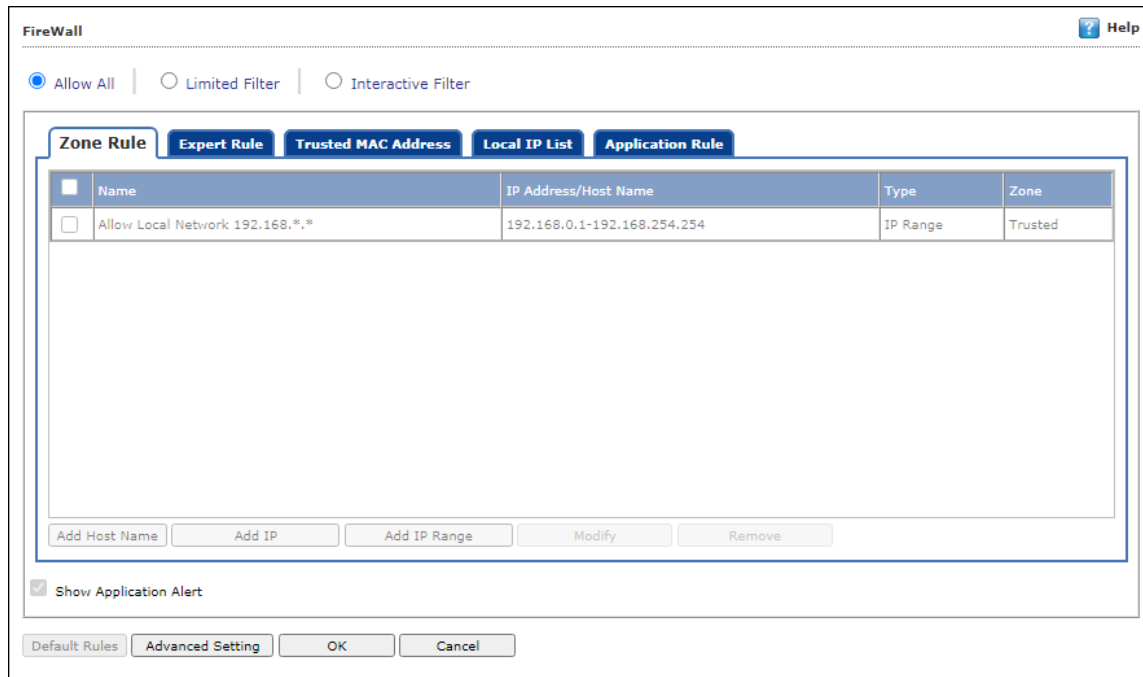 FireWall
Help
Allow All Limited Filter Interactive Filter
Zone Rule Expert Rule Trusted MAC Address Local IP List Application Rule
Name IP Address/Host Name Type Zone
Allow Local Network 192.168.*.* 192.168.0.1-192.168.254.254 IP Range Trusted
Add Host Name Add IP Add IP Range Modify Remove
Show Application Alert
Default Rules Advanced Setting OK Cancel